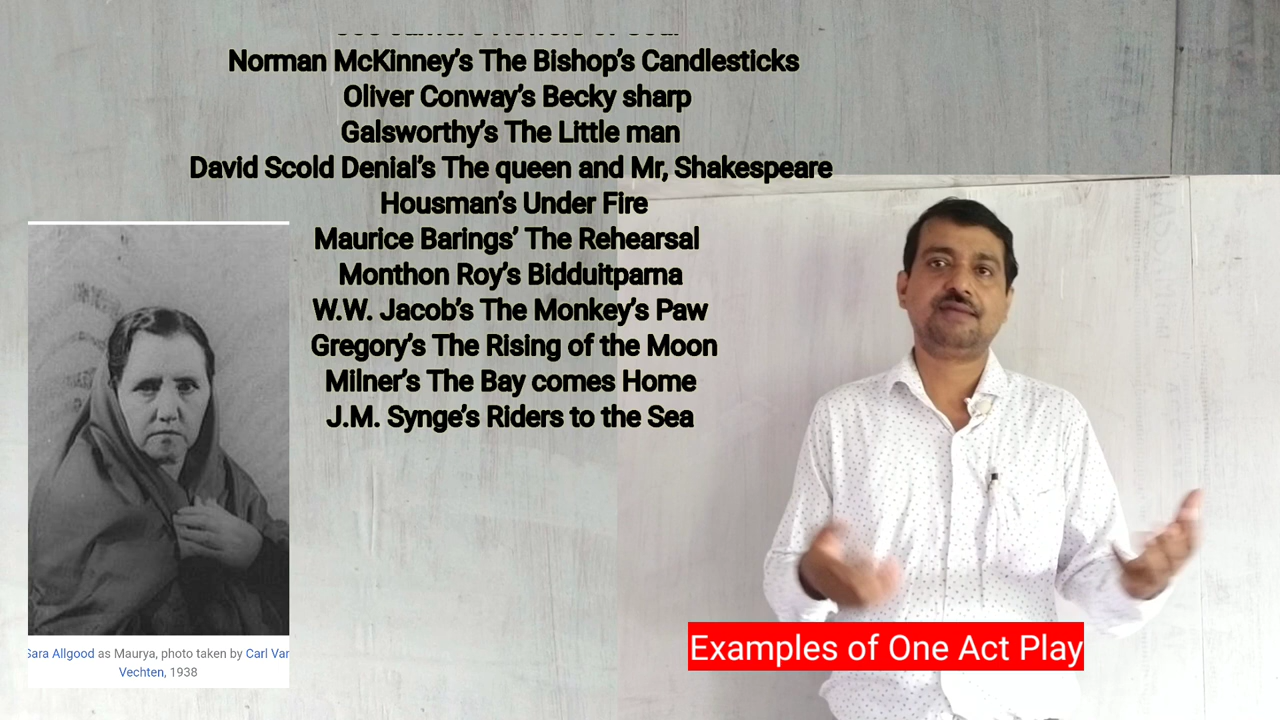 Norman McKinney's The Bishop's Candlesticks
Oliver Conway's Becky sharp
Galsworthy's The Little man
David Scold Denial's The queen and Mr, Shakespeare
Housman's Under Fire
Maurice Barings' The Rehearsal
Monthon Roy's Bidduitparna
W.W. Jacob's The Monkey's Paw
Gregory's The Rising of the Moon
Milner's The Bay comes Home
J.M. Synge's Riders to the Sea
Sara Allgood as Maurya, photo taken by Carl Van
Vechten, 1938
Examples of One Act Play